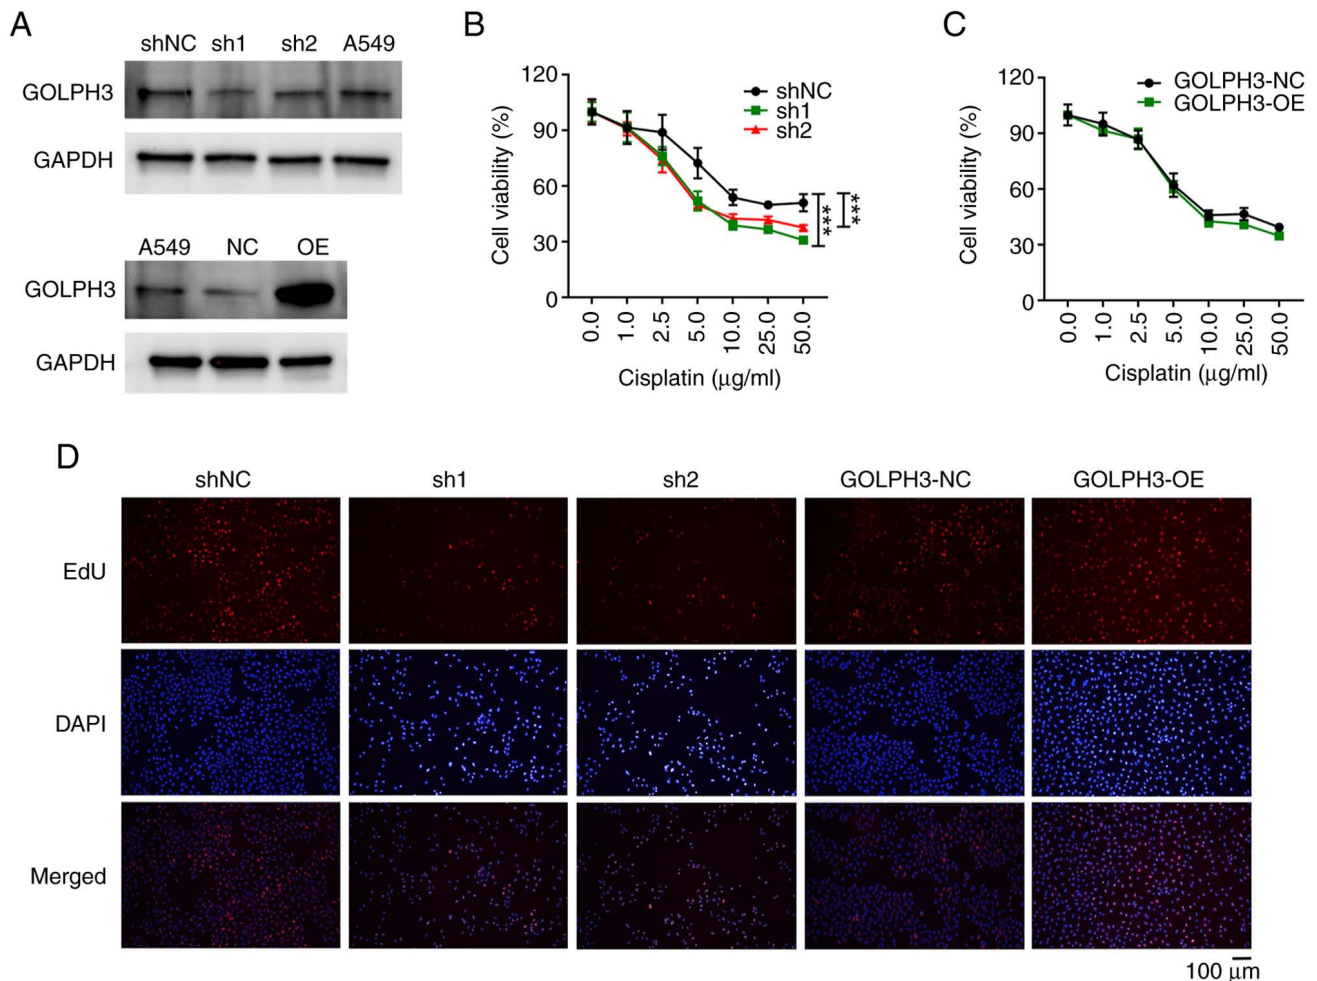 A
shNC sh1 sh2 A549
GOLPH3
GAPDH
A549 NC OE
GOLPH3
GAPDH
B
Cell viability (%)
120
90
60
30
0
shNC
sh1
sh2
***
***
0.0 1.0 2.5 5.0 10.0 25.0 50.0
Cisplatin (μg/ml)
C
Cell viability (%)
120
90
60
30
0
GOLPH3-NC
GOLPH3-OE
0.0 1.0 2.5 5.0 10.0 25.0 50.0
Cisplatin (μg/ml)
D
shNC sh1 sh2 GOLPH3-NC GOLPH3-OE
EdU
DAPI
Merged
100 μm